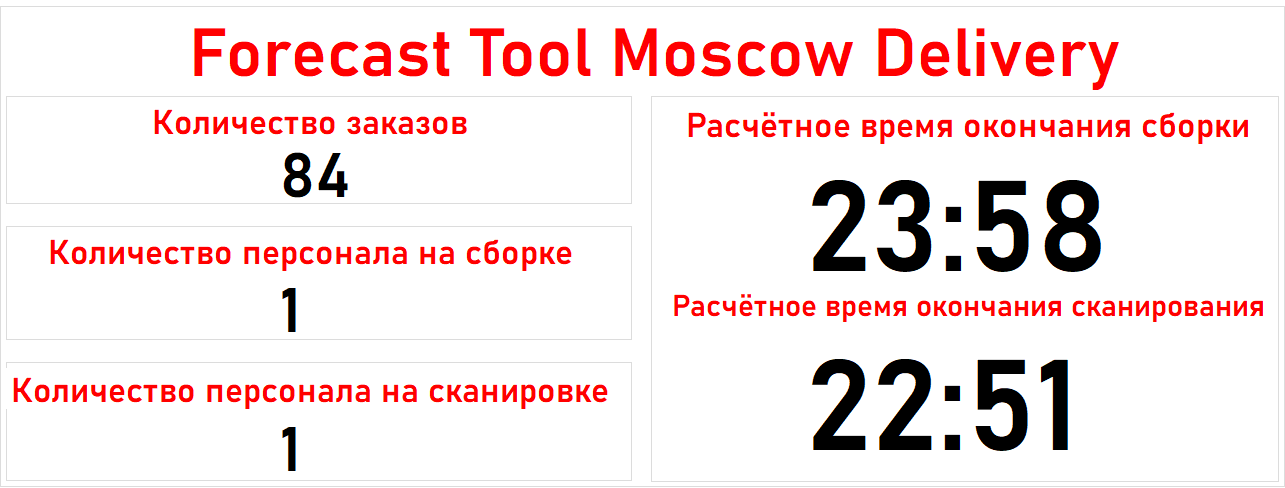 Forecast Tool Moscow Delivery
Количество заказов
84
Количество персонала на сборке
1
Количество персонала на сканировке
1
Расчётное время окончания сборки
23:58
Расчётное время окончания сканирования
22:51